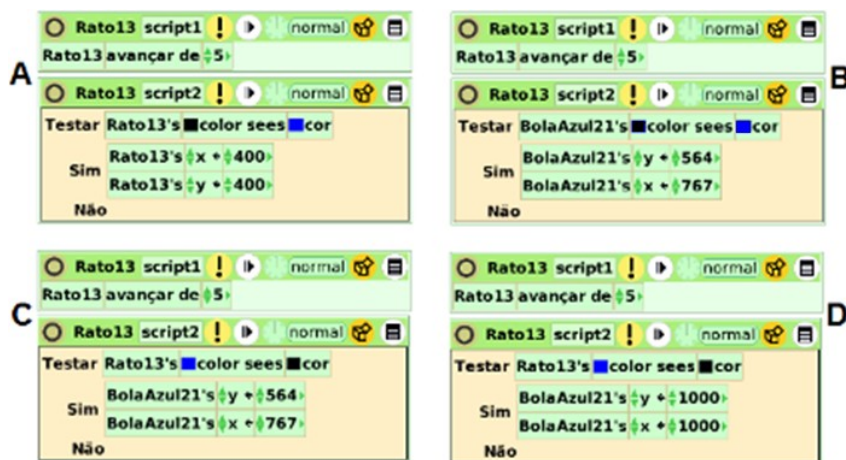 A
Rato13 script1 ! normal
Rato13 avançar de 5
Rato13 script2 ! normal
Testar Rato13's color sees cor
Sim
Rato13's x ← 400
Rato13's y ← 400
Não
B
Rato13 script1 ! normal
Rato13 avançar de 5
Rato13 script2 ! normal
Testar BolaAzul21's color sees cor
Sim
BolaAzul21's y ← 564
BolaAzul21's x ← 767
Não
C
Rato13 script1 ! normal
Rato13 avançar de 5
Rato13 script2 ! normal
Testar Rato13's color sees cor
Sim
BolaAzul21's y ← 564
BolaAzul21's x ← 767
Não
D
Rato13 script1 ! normal
Rato13 avançar de 5
Rato13 script2 ! normal
Testar Rato13's color sees cor
Sim
BolaAzul21's y ← 1000
BolaAzul21's x ← 1000
Não